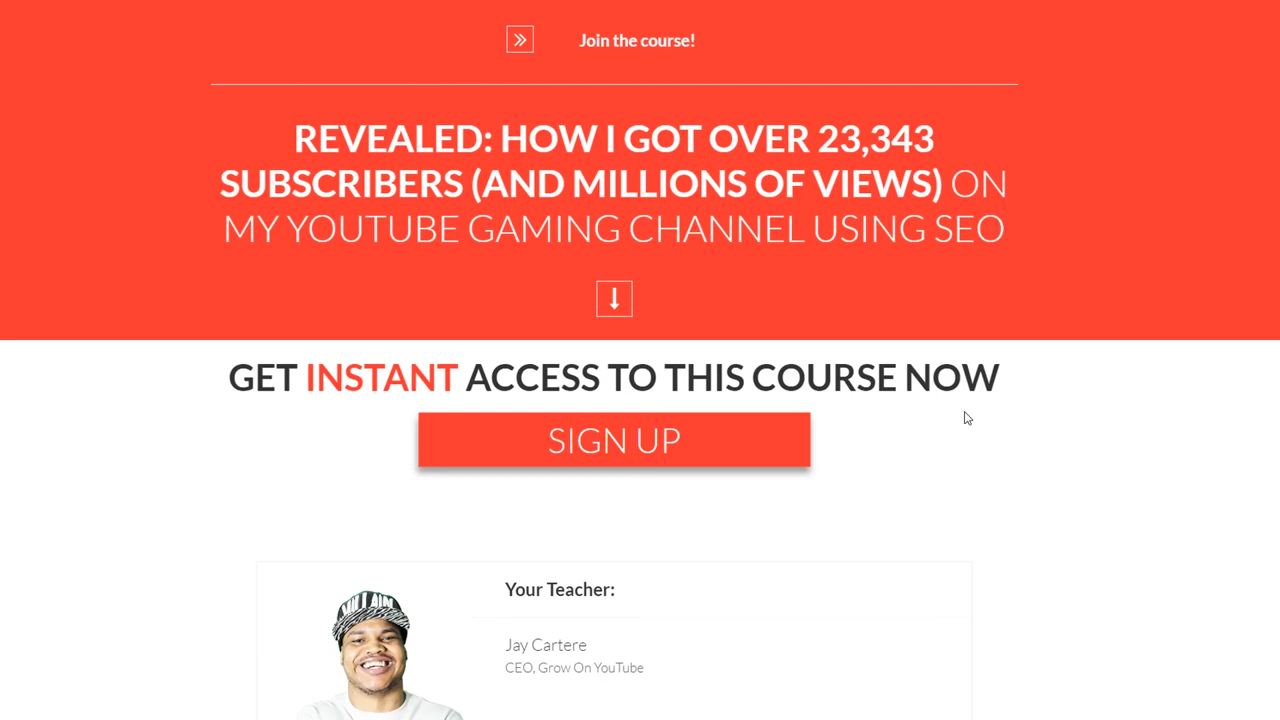 Join the course!
REVEALED: HOW I GOT OVER 23,343
SUBSCRIBERS (AND MILLIONS OF VIEWS) ON
MY YOUTUBE GAMING CHANNEL USING SEO
GET INSTANT ACCESS TO THIS COURSE NOW
SIGN UP
Your Teacher:
Jay Cartere
CEO, Grow On YouTube